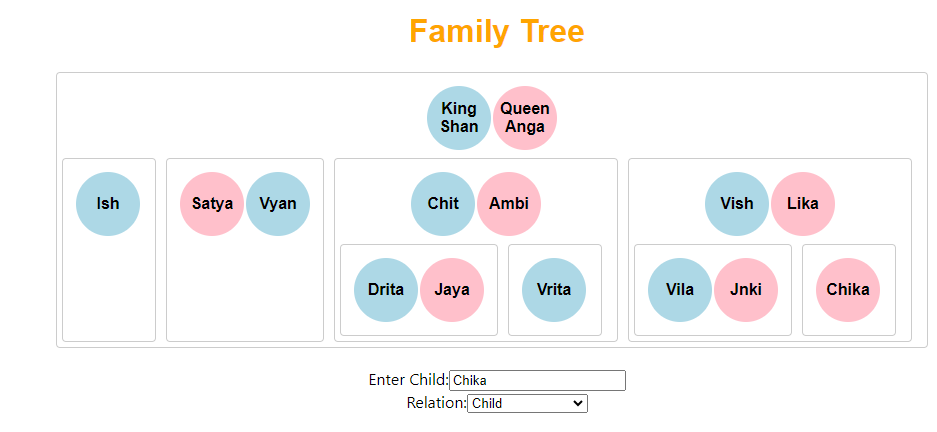 Family Tree
King Shan
Queen Anga
Ish
Satya
Vyan
Chit
Ambi
Vish
Lika
Drita
Jaya
Vrita
Vila
Jnki
Chika
Enter Child: Chika
Relation: Child